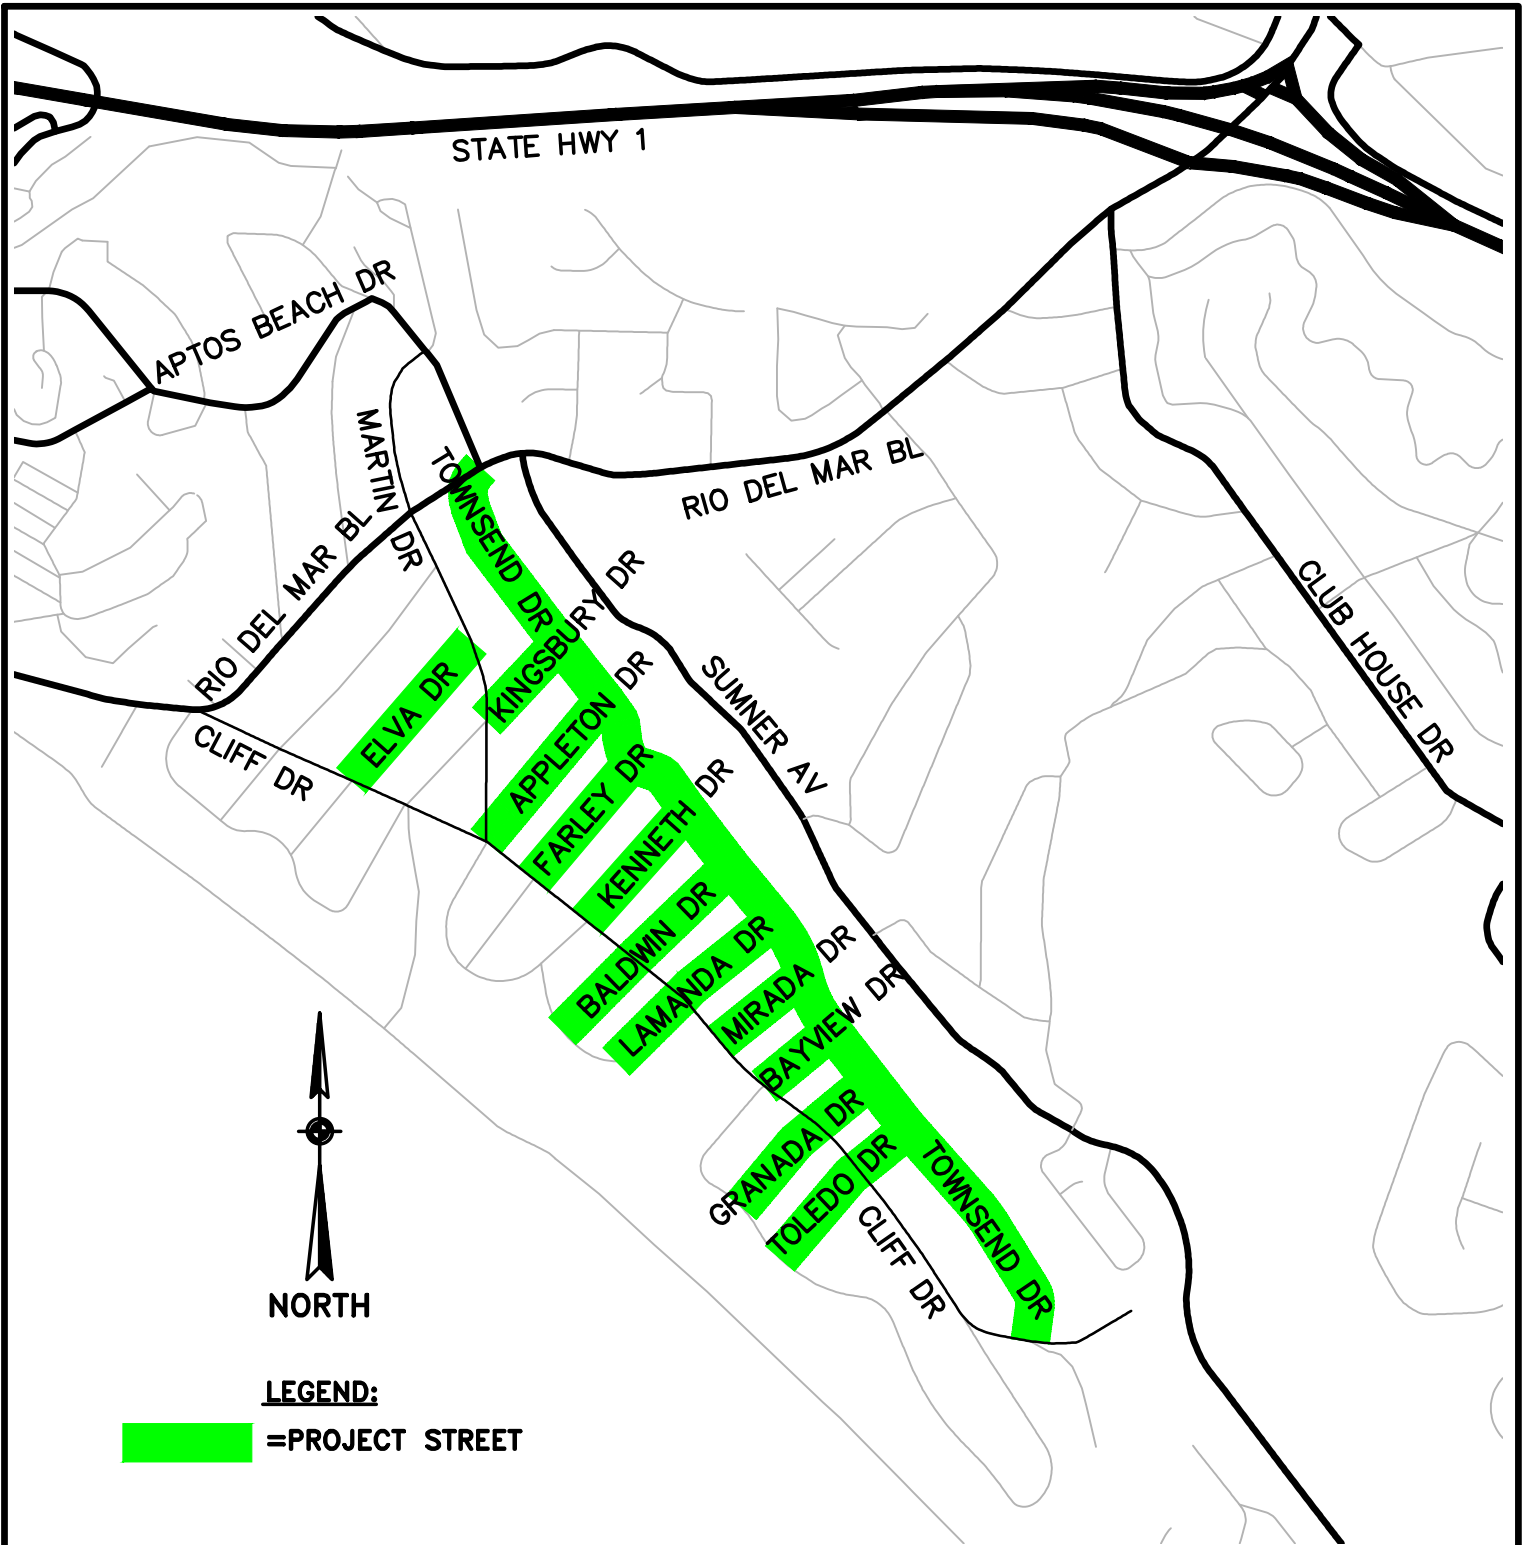 STATE HWY 1
APTOS BEACH DR
MARTIN DR
TOWNSEND DR
RIO DEL MAR BL
RIO DEL MAR BL
KINGSBURY DR
CLUB HOUSE DR
ELVA DR
SUMNER AV
APPLETON DR
CLIFF DR
FARLEY DR
KENNETH DR
BALDWIN DR
LAMANDA DR
MIRADA DR
BAYVIEW DR
GRANADA DR
TOLEDO DR
TOWNSEND DR
CLIFF DR
NORTH
LEGEND:
=PROJECT STREET